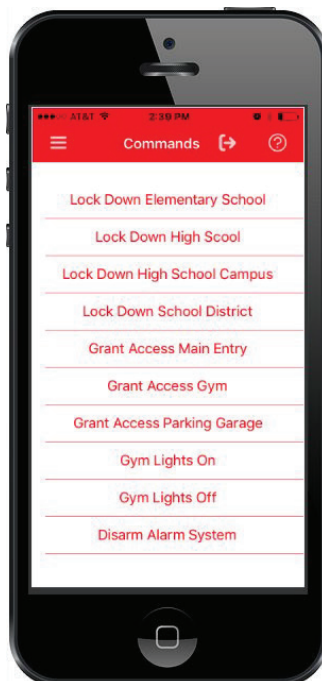 AT&T 2:39 PM
Commands
Lock Down Elementary School
Lock Down High Scool
Lock Down High School Campus
Lock Down School District
Grant Access Main Entry
Grant Access Gym
Grant Access Parking Garage
Gym Lights On
Gym Lights Off
Disarm Alarm System